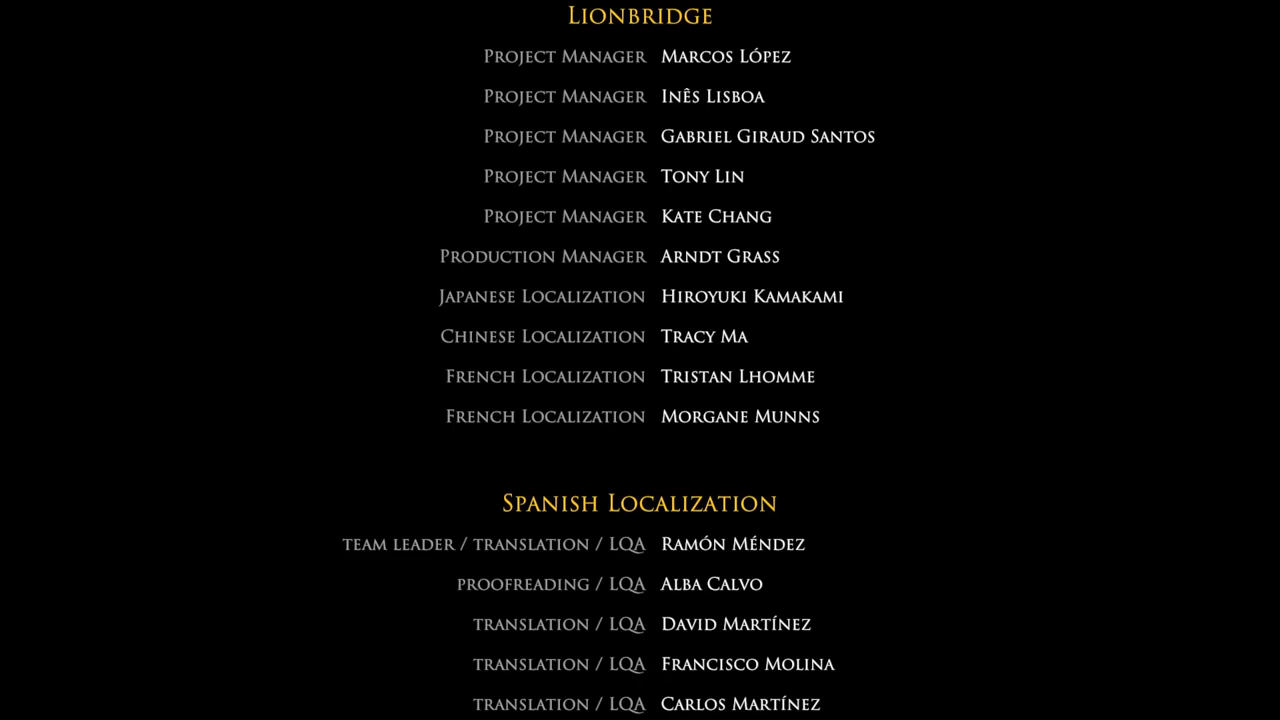 Lionbridge
Project Manager Marcos López
Project Manager Inês Lisboa
Project Manager Gabriel Giraud Santos
Project Manager Tony Lin
Project Manager Kate Chang
Production Manager Arndt Grass
Japanese Localization Hiroyuki Kamakami
Chinese Localization Tracy Ma
French Localization Tristan Lhomme
French Localization Morgane Munns
Spanish Localization
team leader / translation / LQA Ramón Méndez
proofreading / LQA Alba Calvo
translation / LQA David Martínez
translation / LQA Francisco Molina
translation / LQA Carlos Martínez